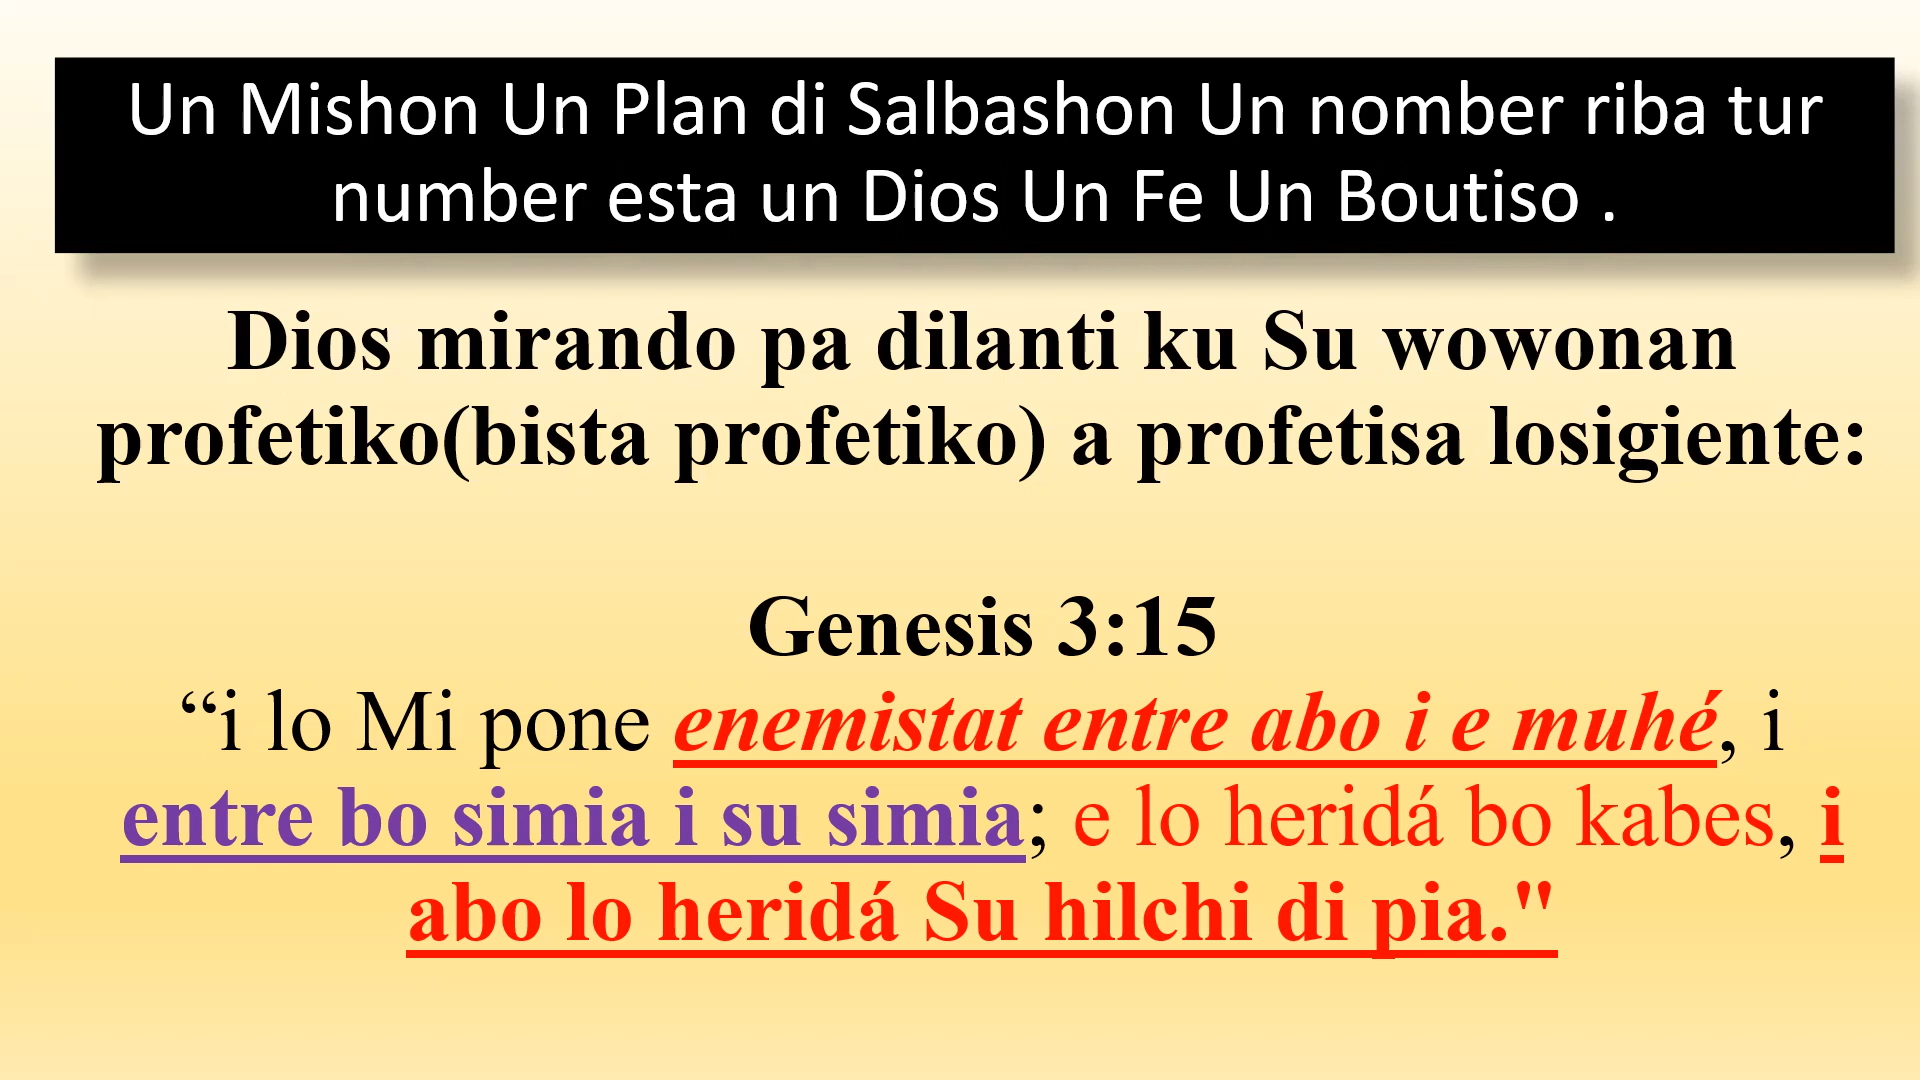 Un Mishon Un Plan di Salbashon Un nomber riba tur
number esta un Dios Un Fe Un Boutiso .
Dios mirando pa dilanti ku Su wowonan
profetiko(bista profetiko) a profetisa losigiente:
Genesis 3:15
“i lo Mi pone enemistat entre abo i e muhé, i
entre bo simia i su simia; e lo heridá bo kabes, i
abo lo heridá Su hilchi di pia."